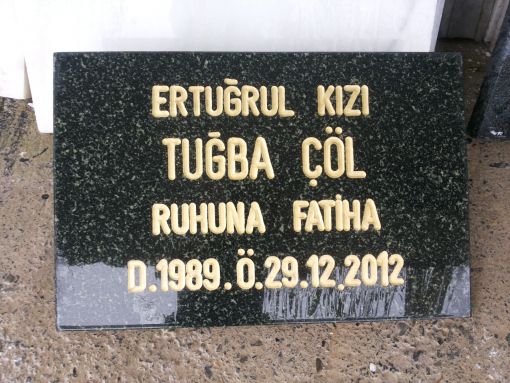 ERTUĞRUL KIZI
TUĞBA ÇÖL
RUHUNA FATİHA
D.1989.Ö.29.12.2012